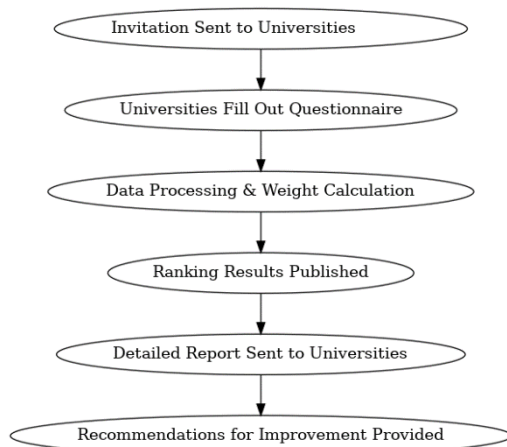 Invitation Sent to Universities
Universities Fill Out Questionnaire
Data Processing & Weight Calculation
Ranking Results Published
Detailed Report Sent to Universities
Recommendations for Improvement Provided